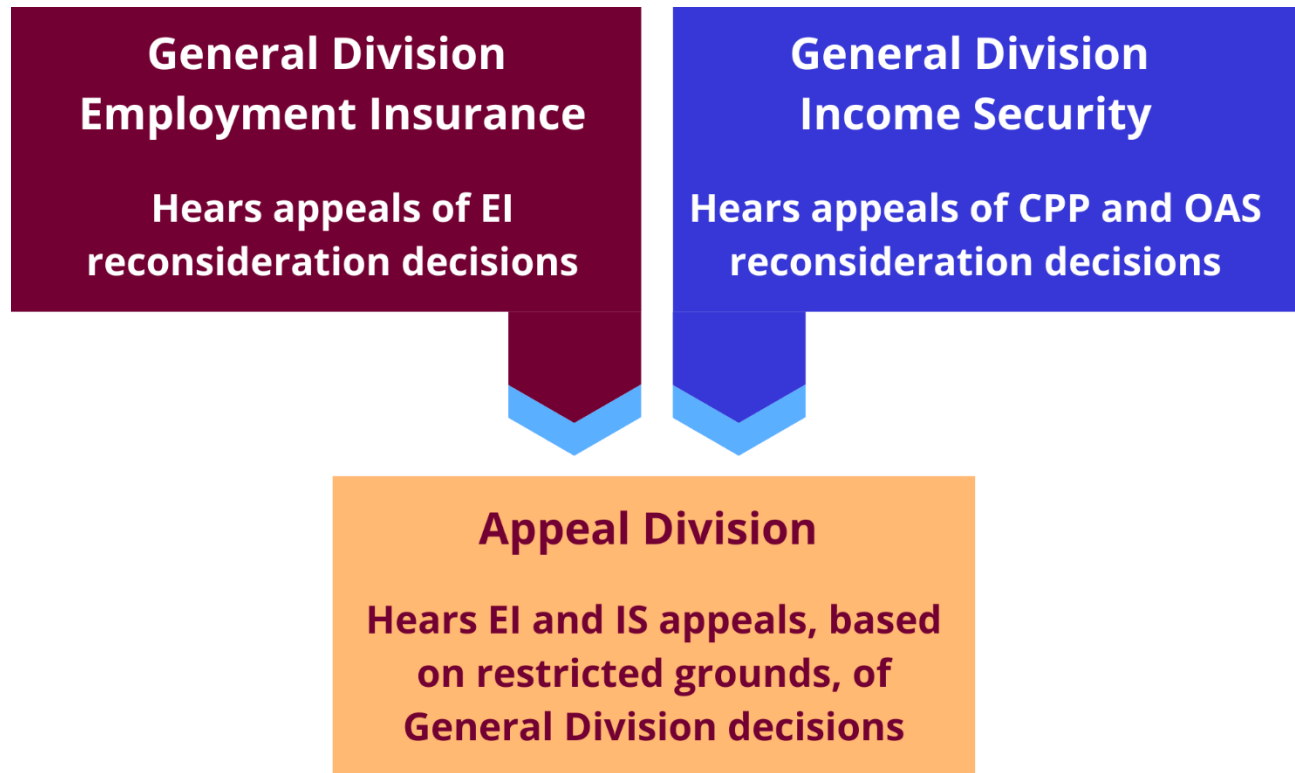 General Division
Employment Insurance
Hears appeals of EI
reconsideration decisions
General Division
Income Security
Hears appeals of CPP and OAS
reconsideration decisions
Appeal Division
Hears EI and IS appeals, based
on restricted grounds, of
General Division decisions